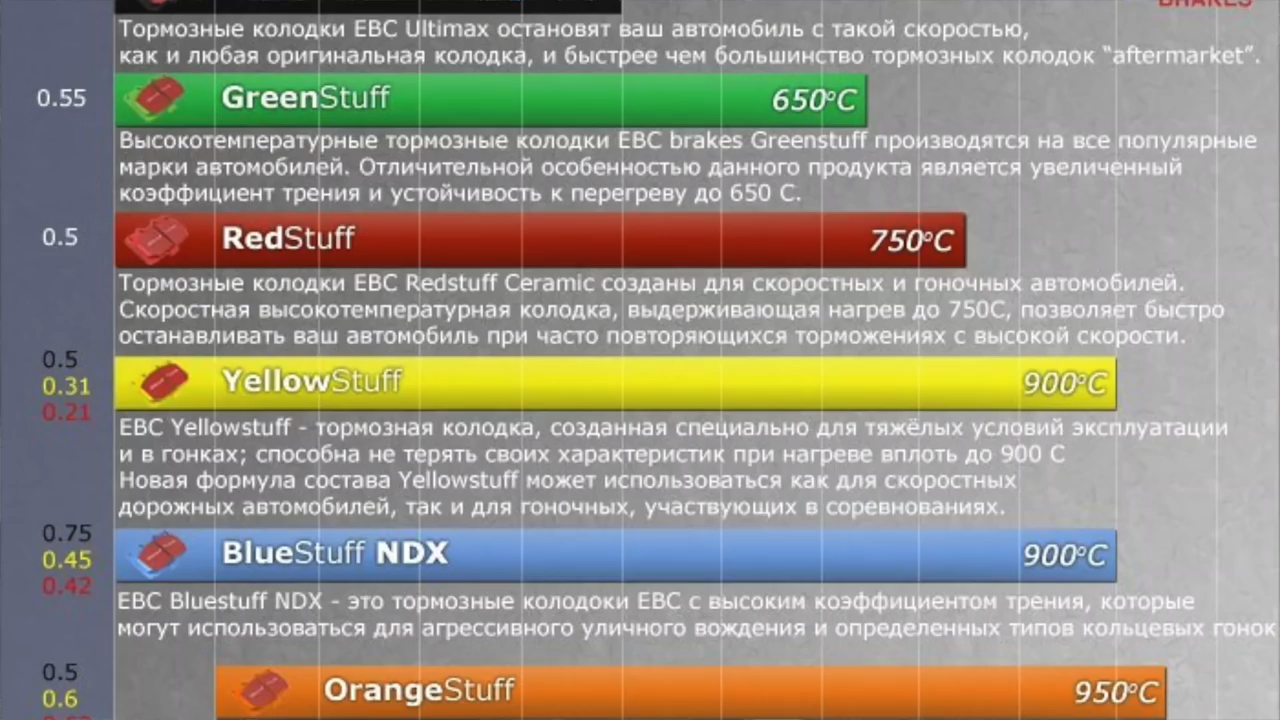 Тормозные колодки EBC Ultimax остановят ваш автомобиль с такой скоростью,
как и любая оригинальная колодка, и быстрее чем большинство тормозных колодок “aftermarket”.
0.55 GreenStuff 650°C
Высокотемпературные тормозные колодки EBC brakes Greenstuff производятся на все популярные
марки автомобилей. Отличительной особенностью данного продукта является увеличенный
коэффициент трения и устойчивость к перегреву до 650 С.
0.5 RedStuff 750°C
Тормозные колодки EBC Redstuff Ceramic созданы для скоростных и гоночных автомобилей.
Скоростная высокотемпературная колодка, выдерживающая нагрев до 750С, позволяет быстро
останавливать ваш автомобиль при часто повторяющихся торможениях с высокой скорости.
0.5
0.31 YellowStuff 900°C
0.21
EBC Yellowstuff - тормозная колодка, созданная специально для тяжёлых условий эксплуатации
и в гонках; способна не терять своих характеристик при нагреве вплоть до 900 С
Новая формула состава Yellowstuff может использоваться как для скоростных
дорожных автомобилей, так и для гоночных, участвующих в соревнованиях.
0.75
0.45 BlueStuff NDX 900°C
0.42
EBC Bluestuff NDX - это тормозные колодоки EBC с высоким коэффициентом трения, которые
могут использоваться для агрессивного уличного вождения и определенных типов кольцевых гонок
0.5
0.6 OrangeStuff 950°C